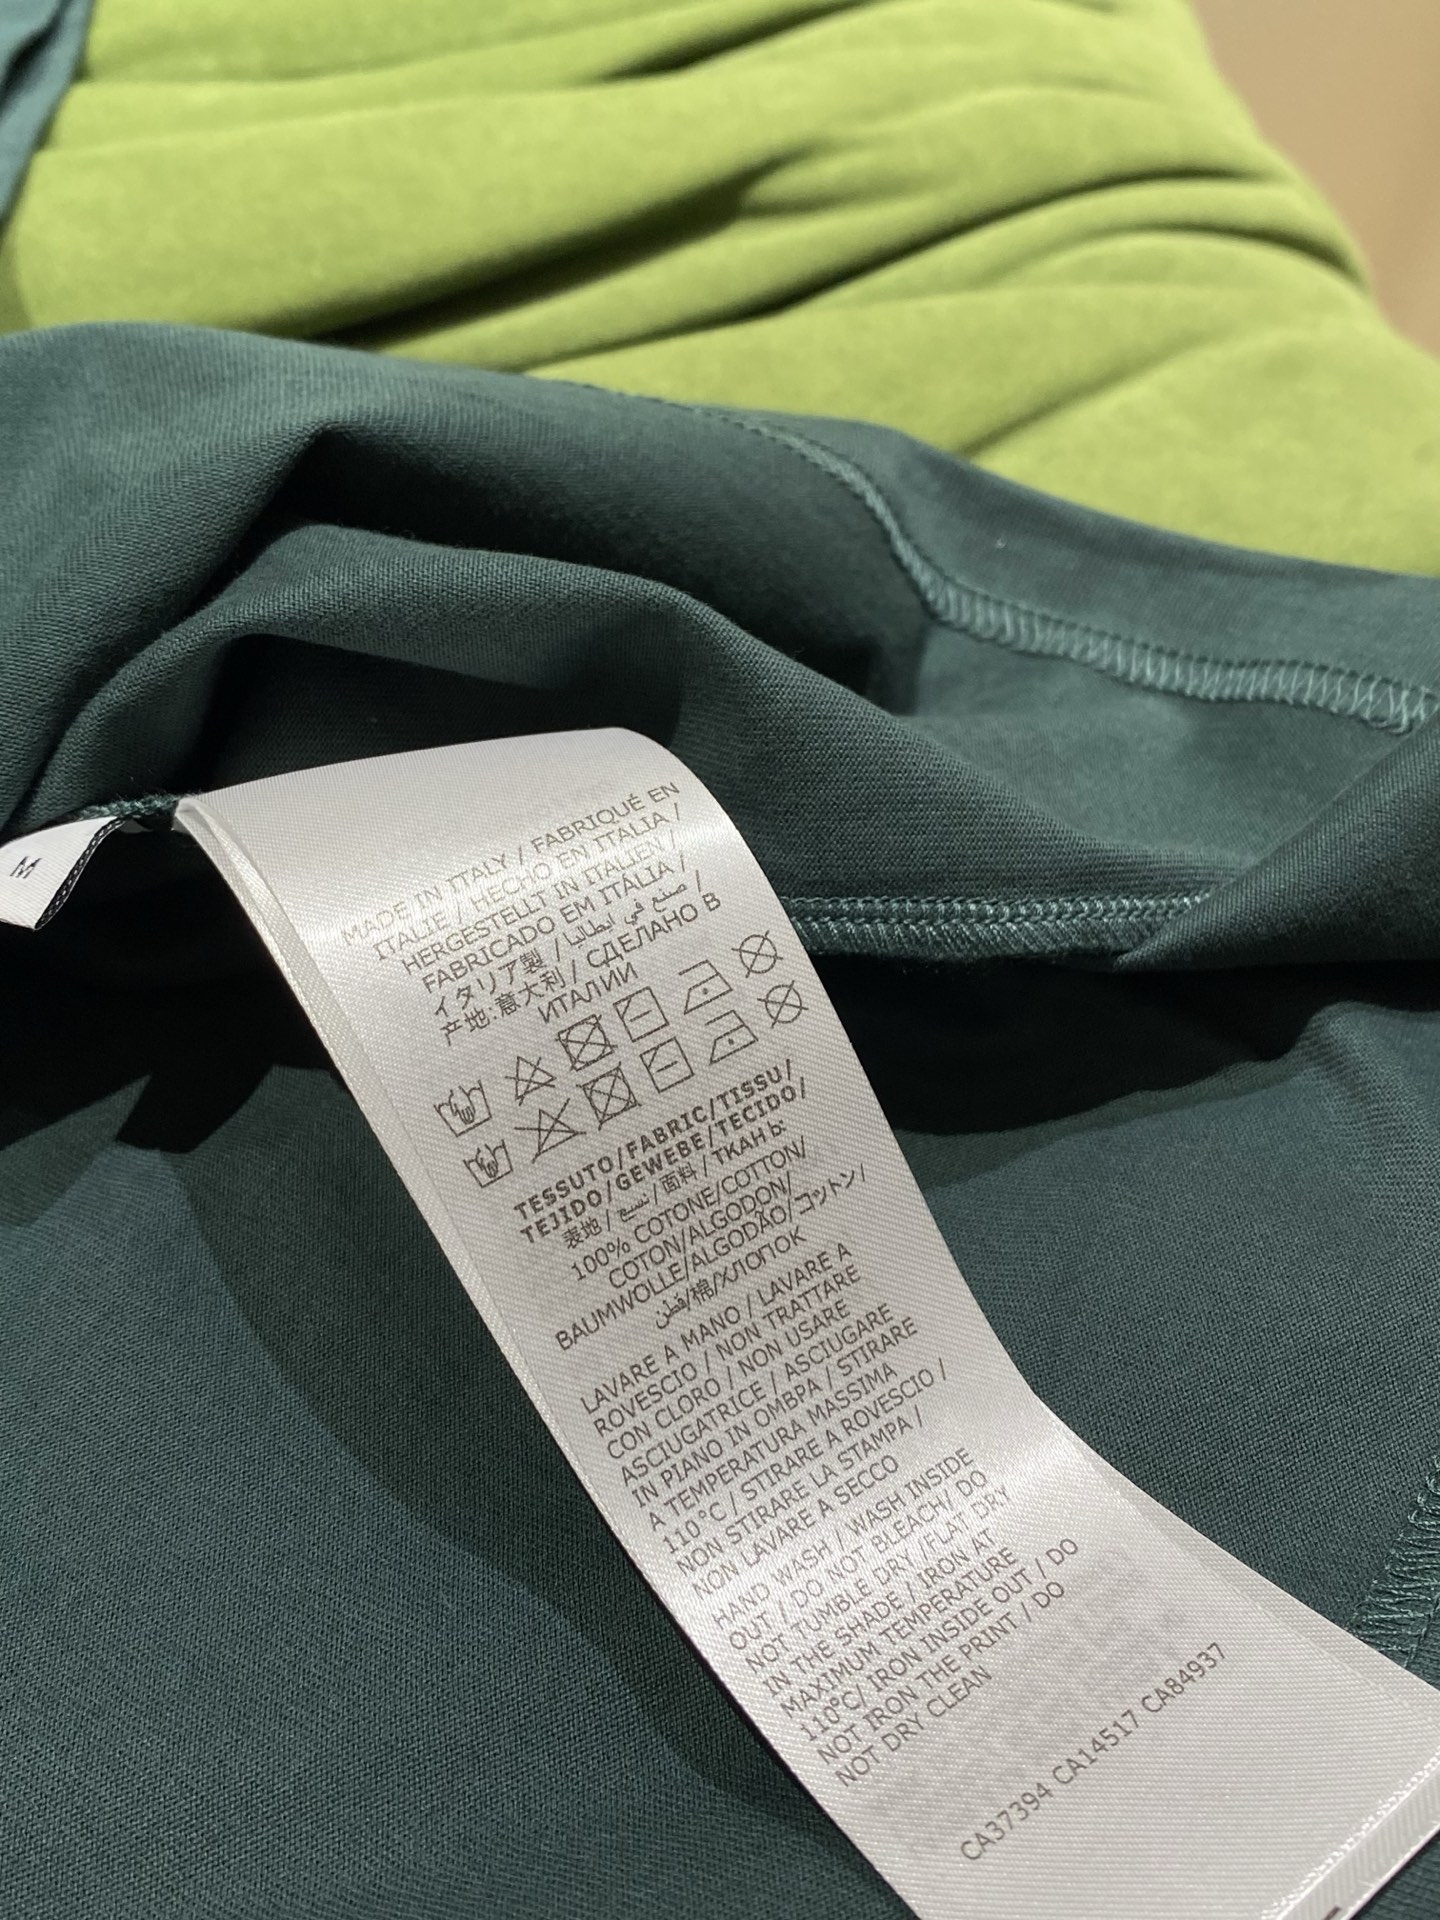 M
MADE IN ITALY / FABRIQUÉ EN
ITALIE / HECHO EN ITALIA /
HERGESTELLT IN ITALIEN /
FABRICADO EM ITALIA /
イタリア製 / صنع في ايطاليا /
产地:意大利 / СДЕЛАНО В
ИТАЛИИ
TESSUTO/FABRIC/TISSU/
TEJIDO/GEWEBE/TECIDO/
表地 / نسيج / 面料 / ТКАНЬ:
100% COTONE/COTTON/
COTON/ALGODON/
BAUMWOLLE/ALGODÃO/コットン/
قطن/棉/ХЛОПОК
LAVARE A MANO / LAVARE A
ROVESCIO / NON TRATTARE
CON CLORO / NON USARE
ASCIUGATRICE / ASCIUGARE
IN PIANO IN OMBRA / STIRARE
A TEMPERATURA MASSIMA
110°C / STIRARE A ROVESCIO /
NON STIRARE LA STAMPA /
NON LAVARE A SECCO
HAND WASH / WASH INSIDE
OUT / DO NOT BLEACH/ DO
NOT TUMBLE DRY /FLAT DRY
IN THE SHADE / IRON AT
MAXIMUM TEMPERATURE
110°C/ IRON INSIDE OUT / DO
NOT IRON THE PRINT / DO
NOT DRY CLEAN
CA37394 CA14517 CA84937